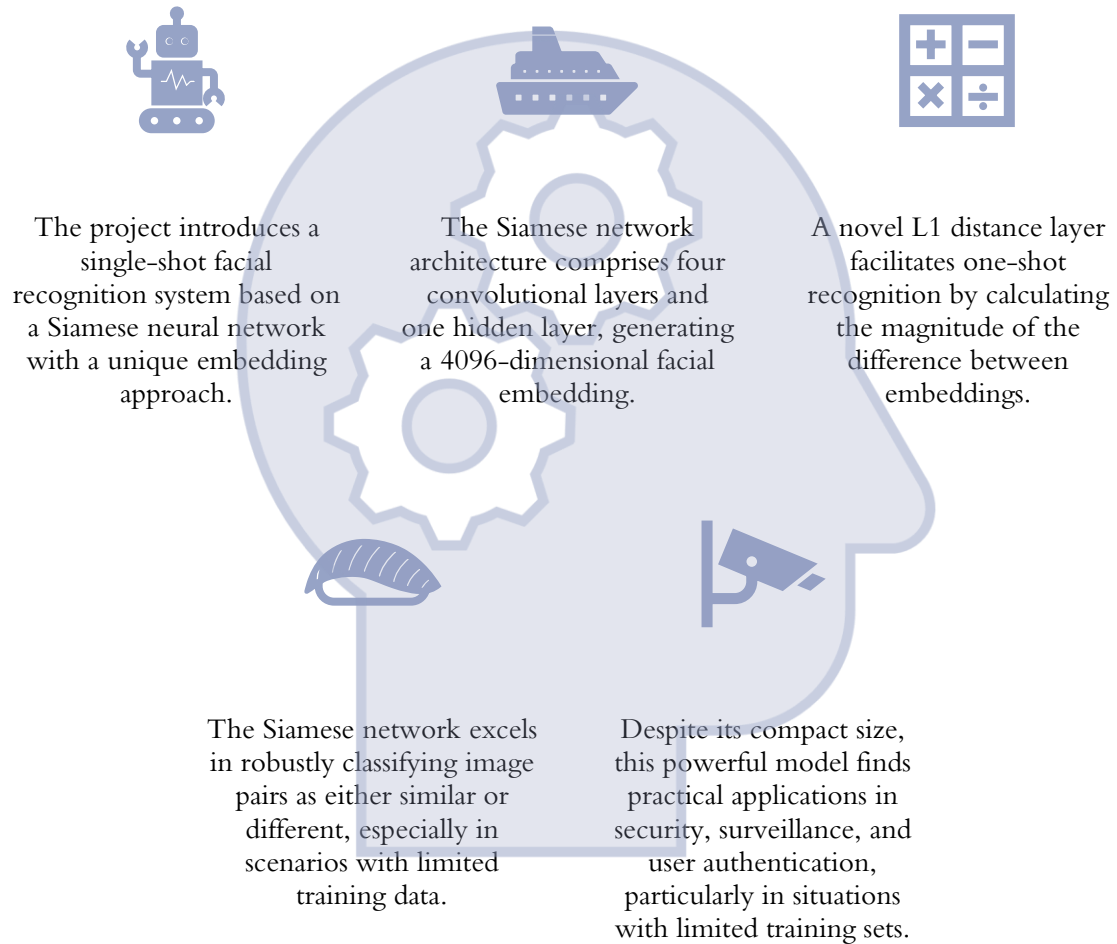 The project introduces a
single-shot facial
recognition system based on
a Siamese neural network
with a unique embedding
approach.
The Siamese network
architecture comprises four
convolutional layers and
one hidden layer, generating
a 4096-dimensional facial
embedding.
A novel L1 distance layer
facilitates one-shot
recognition by calculating
the magnitude of the
difference between
embeddings.
The Siamese network excels
in robustly classifying image
pairs as either similar or
different, especially in
scenarios with limited
training data.
Despite its compact size,
this powerful model finds
practical applications in
security, surveillance, and
user authentication,
particularly in situations
with limited training sets.